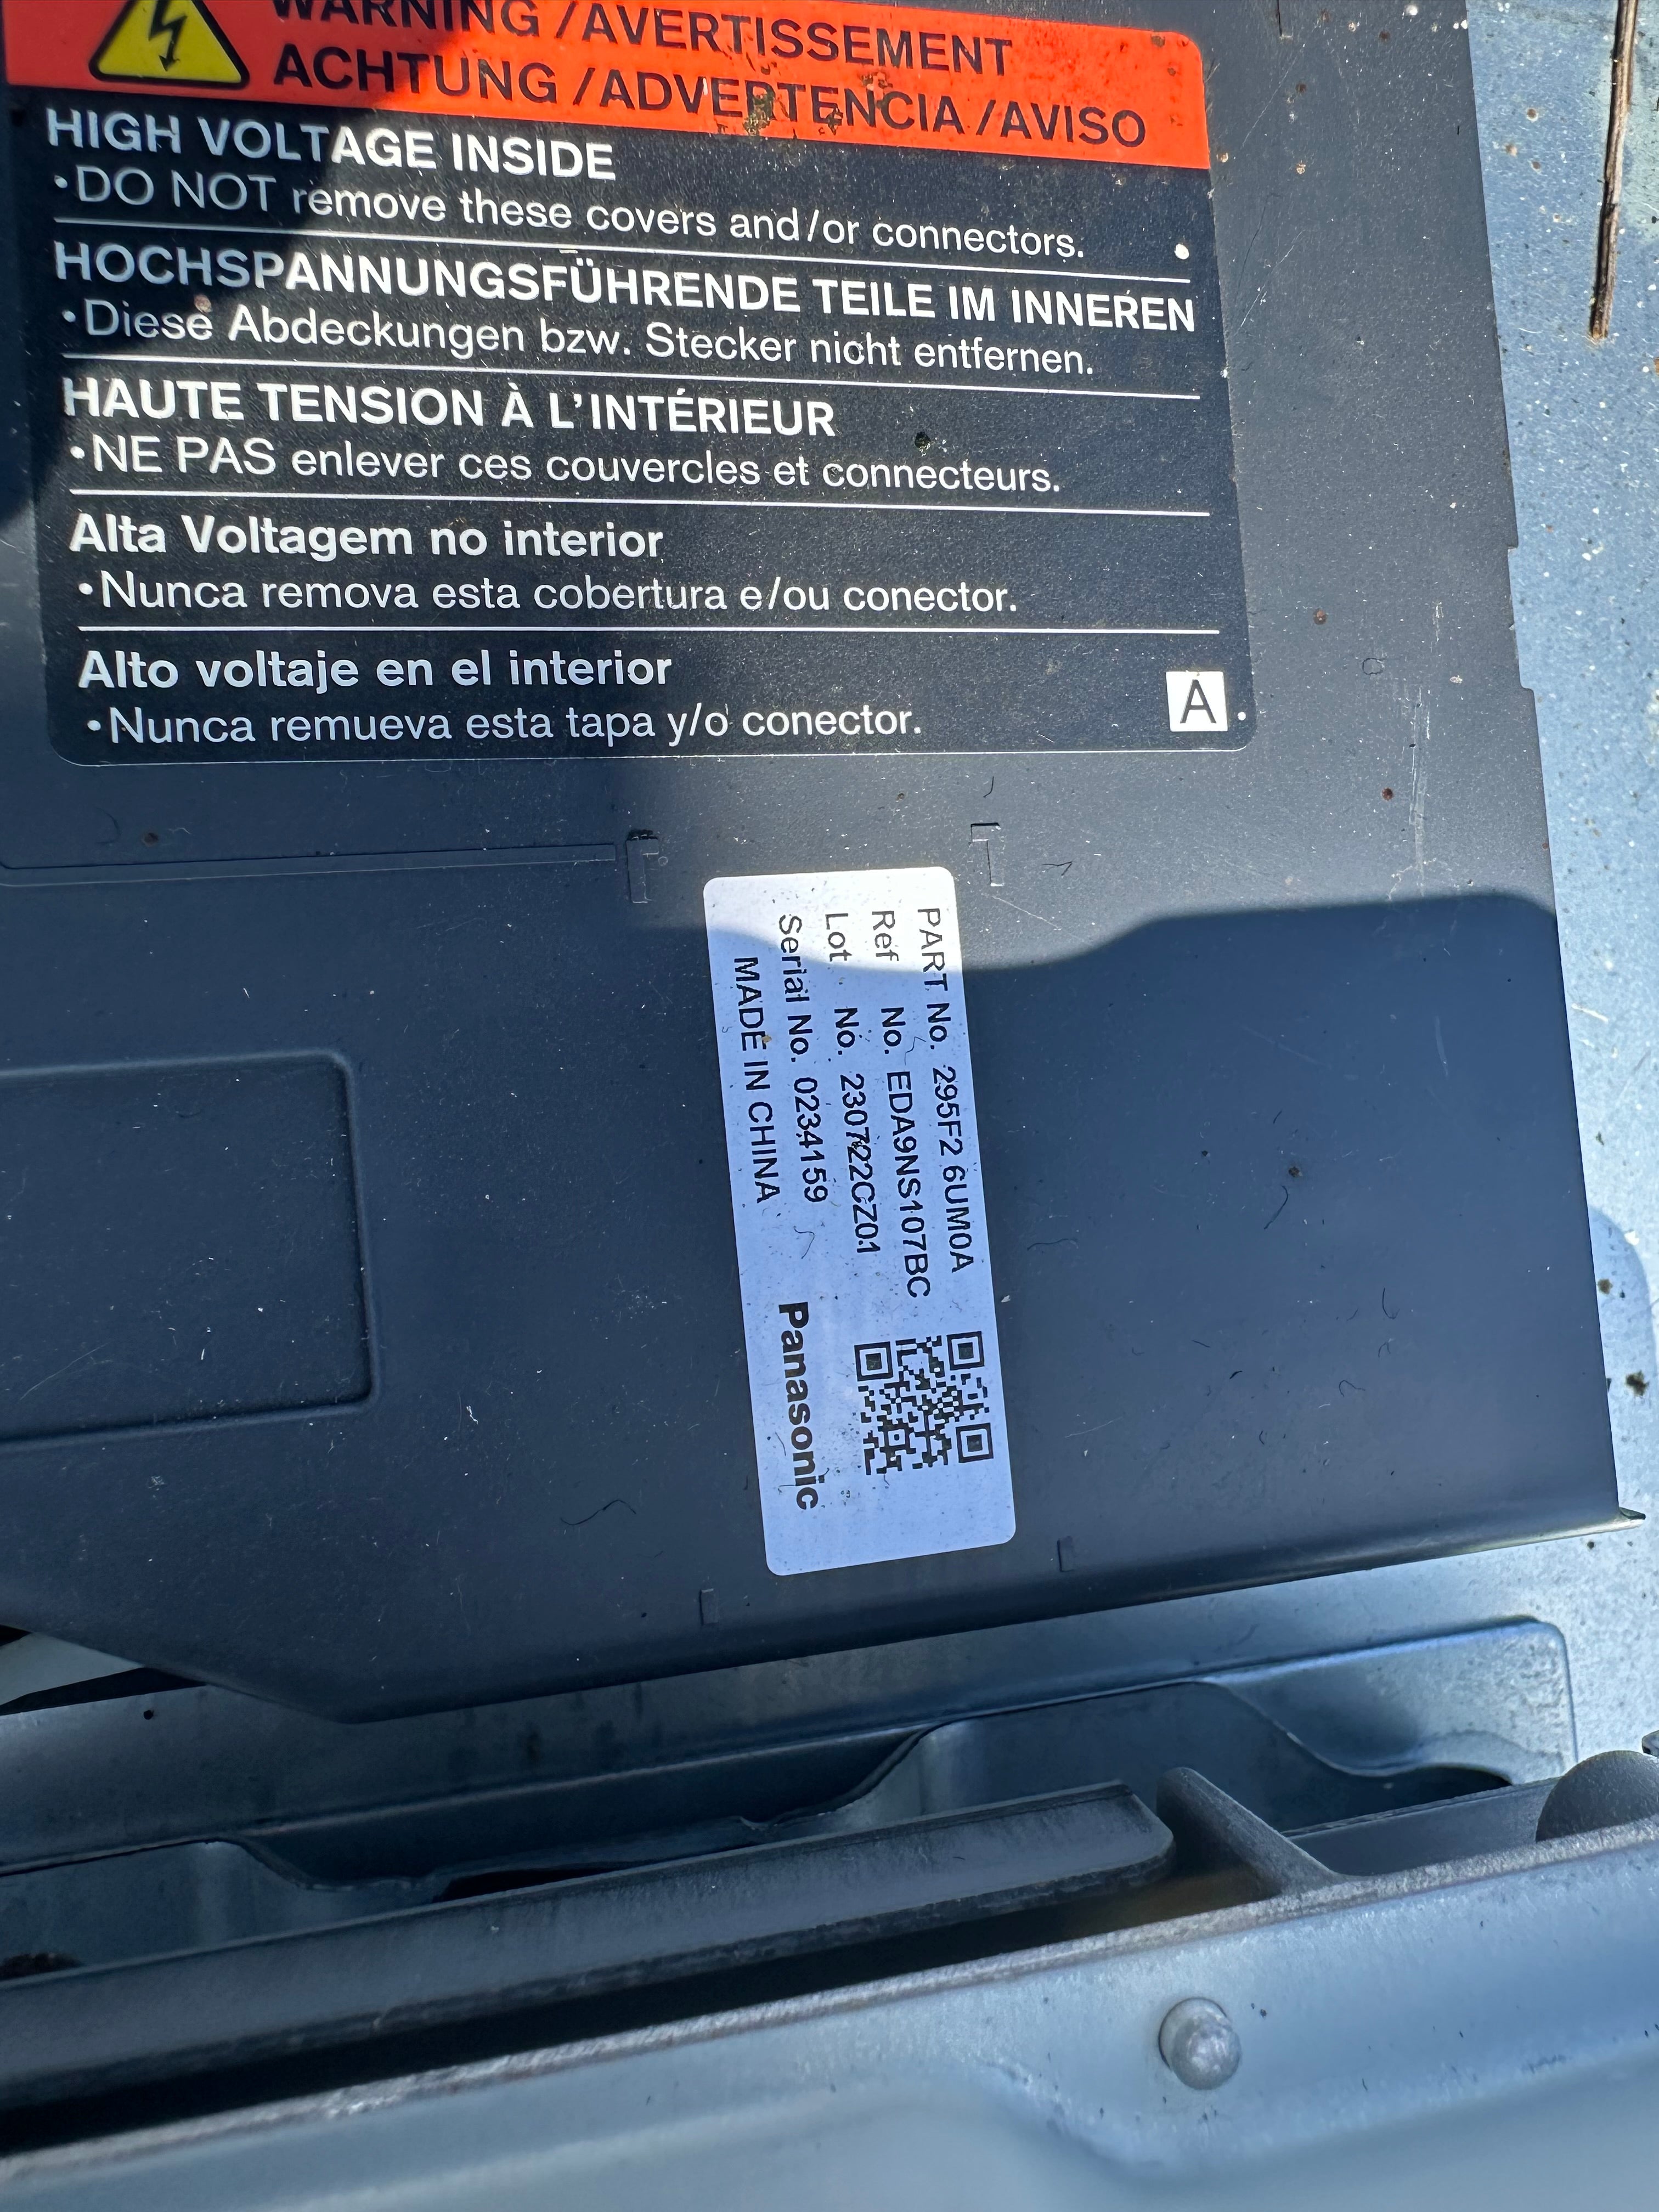 WARNING /AVERTISSEMENT
ACHTUNG /ADVERTENCIA /AVISO
HIGH VOLTAGE INSIDE
•DO NOT remove these covers and/or connectors.
HOCHSPANNUNGSFÜHRENDE TEILE IM INNEREN
•Diese Abdeckungen bzw. Stecker nicht entfernen.
HAUTE TENSION À L'INTÉRIEUR
•NE PAS enlever ces couvercles et connecteurs.
Alta Voltagem no interior
•Nunca remova esta cobertura e/ou conector.
Alto voltaje en el interior
•Nunca remueva esta tapa y/o conector.
A
PART No. 295F2 6UM0A
Ref No. EDA9NS107BC
Lot No. 230722CZ01
Serial No. 0234159
MADE IN CHINA
Panasonic